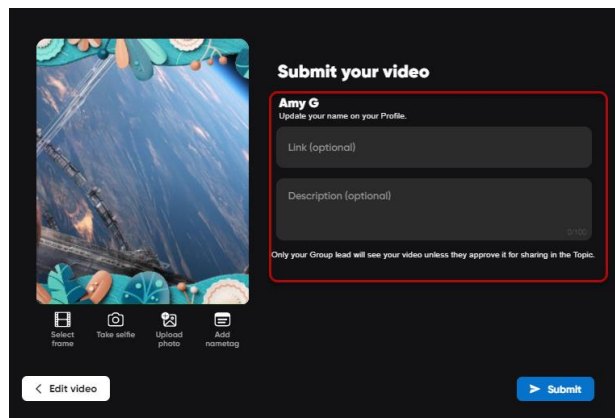 Submit your video
Amy G
Update your name on your Profile.
Link (optional)
Description (optional)
0/100
Only your Group lead will see your video unless they approve it for sharing in the Topic.
Select
frame
Take selfie
Upload
photo
Add
nametag
Edit video
Submit